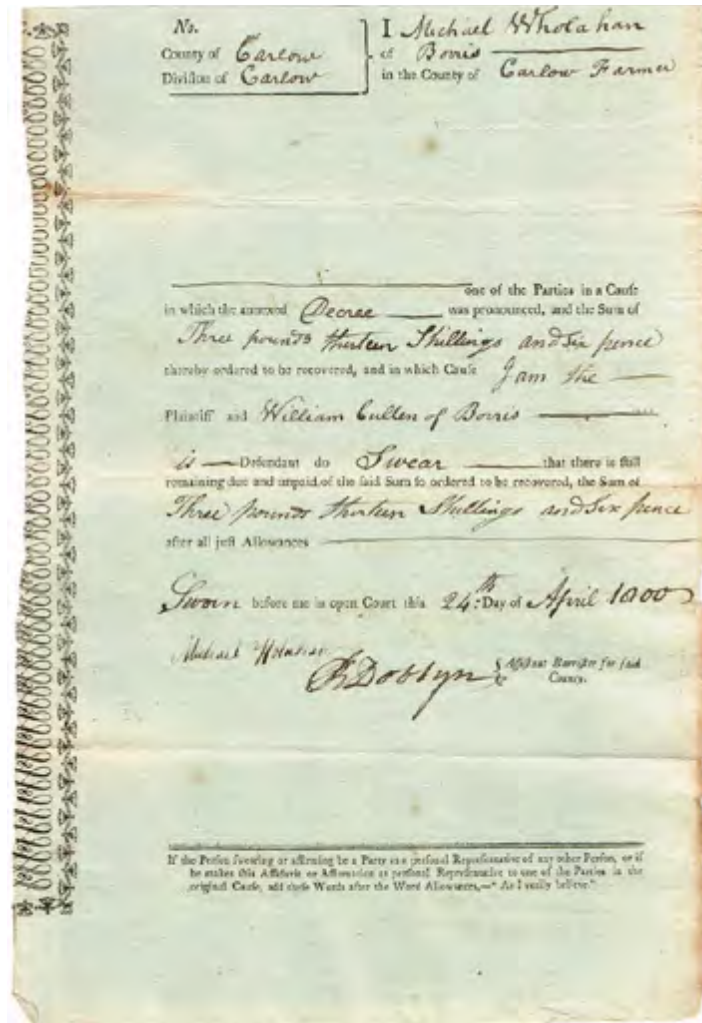 No.
County of Carlow
Division of Carlow
I Michael Wholahan
of Borris
in the County of Carlow Farmer
one of the Parties in a Cause
in which the annexed Decree was pronounced, and the Sum of
Three pounds thirteen Shillings and Six pence
thereby ordered to be recovered, and in which Cause I am the
Plaintiff and William Cullen of Borris
is Defendant do Swear that there is still
remaining due and unpaid, of the said Sum so ordered to be recovered, the Sum of
Three pounds thirteen Shillings and Six pence
after all just Allowances
Sworn before me in open Court this 24th Day of April 1800
Michael
Dobbyn Assistant Barrister for said
County.
If the Person swearing or affirming be a Party as a personal Representative of any other Person, or if
he makes this Affidavit or Affirmation as personal Representative to one of the Parties in the
original Cause, add these Words after the Word Allowances,—" As I verily believe."